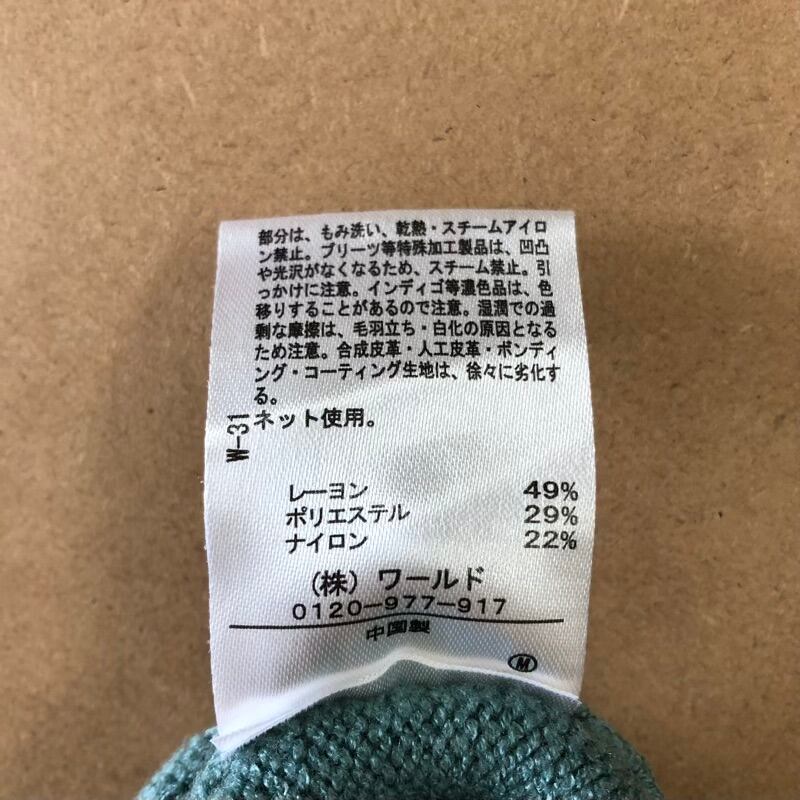 部分は、もみ洗い、乾熱・スチームアイロ
ン禁止。プリーツ等特殊加工製品は、凹凸
や光沢がなくなるため、スチーム禁止。引
っかけに注意。インディゴ等濃色品は、色
移りすることがあるので注意。湿潤での過
剰な摩擦は、毛羽立ち・白化の原因となる
ため注意。合成皮革・人工皮革・ボンディ
ング・コーティング生地は、徐々に劣化す
る。
ネット使用。
W-31
レーヨン 49%
ポリエステル 29%
ナイロン 22%
(株) ワールド
0120-977-917
中国製
M